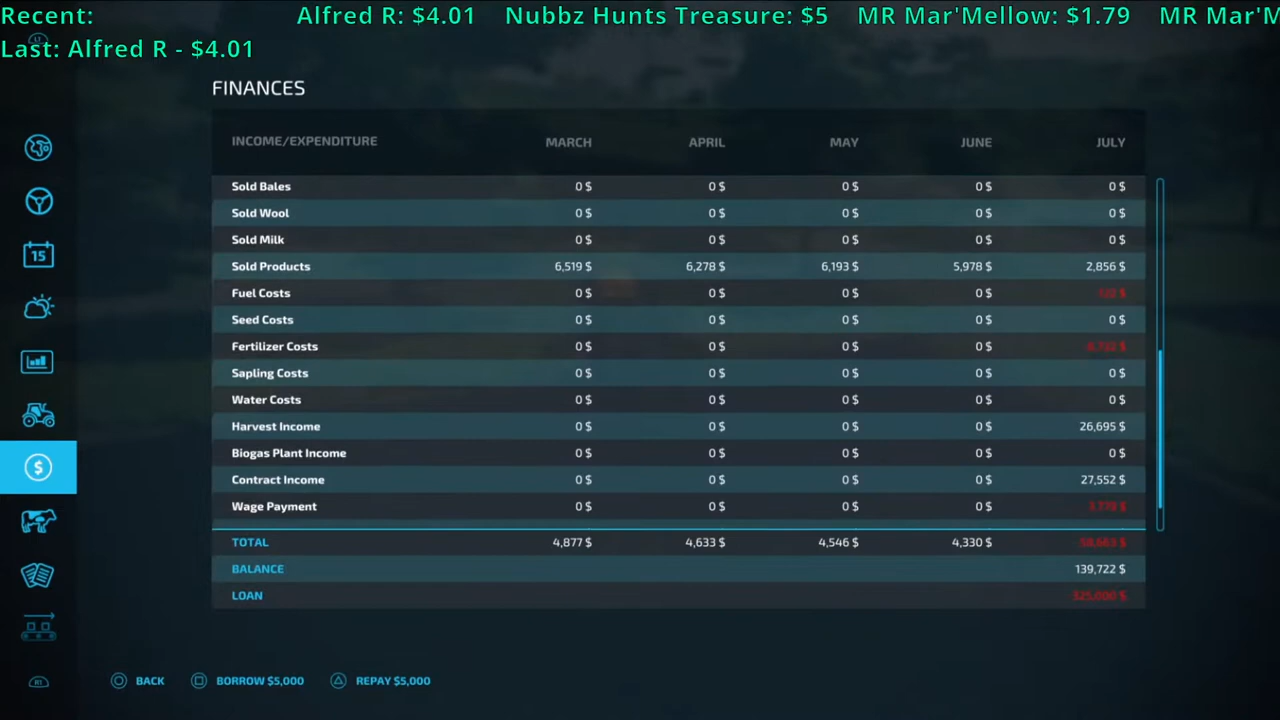 Recent: Alfred R: $4.01 Nubbz Hunts Treasure: $5 MR Mar'Mellow: $1.79 MR Mar'M
Last: Alfred R - $4.01
FINANCES
INCOME/EXPENDITURE MARCH APRIL MAY JUNE JULY
Sold Bales 0 $ 0 $ 0 $ 0 $ 0 $
Sold Wool 0 $ 0 $ 0 $ 0 $ 0 $
Sold Milk 0 $ 0 $ 0 $ 0 $ 0 $
Sold Products 6,519 $ 6,278 $ 6,193 $ 5,978 $ 2,856 $
Fuel Costs 0 $ 0 $ 0 $ 0 $ $
Seed Costs 0 $ 0 $ 0 $ 0 $ 0 $
Fertilizer Costs 0 $ 0 $ 0 $ 0 $ $
Sapling Costs 0 $ 0 $ 0 $ 0 $ 0 $
Water Costs 0 $ 0 $ 0 $ 0 $ 0 $
Harvest Income 0 $ 0 $ 0 $ 0 $ 26,695 $
Biogas Plant Income 0 $ 0 $ 0 $ 0 $ 0 $
Contract Income 0 $ 0 $ 0 $ 0 $ 27,552 $
Wage Payment 0 $ 0 $ 0 $ 0 $ $
TOTAL 4,877 $ 4,633 $ 4,546 $ 4,330 $ $
BALANCE 139,722 $
LOAN 325,000 $
BACK BORROW $5,000 REPAY $5,000
15
L1
R1